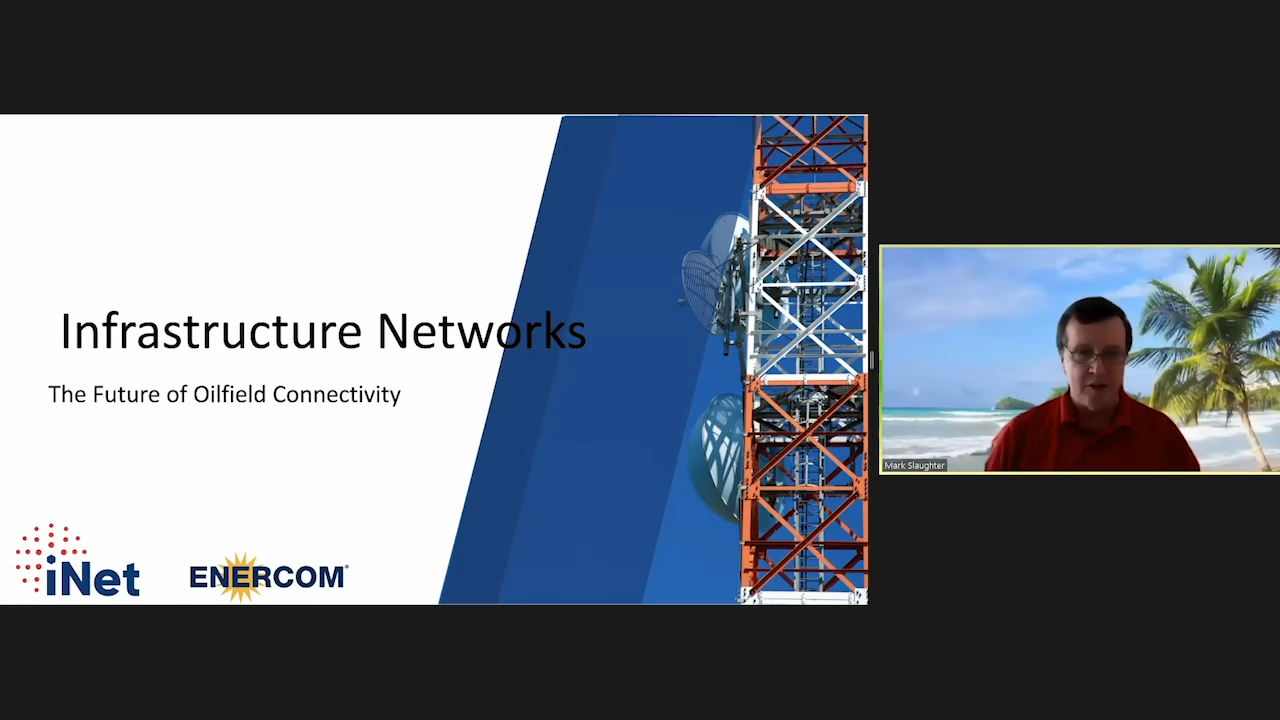 Infrastructure Networks
The Future of Oilfield Connectivity
iNet
ENERCOM®
Mark Slaughter